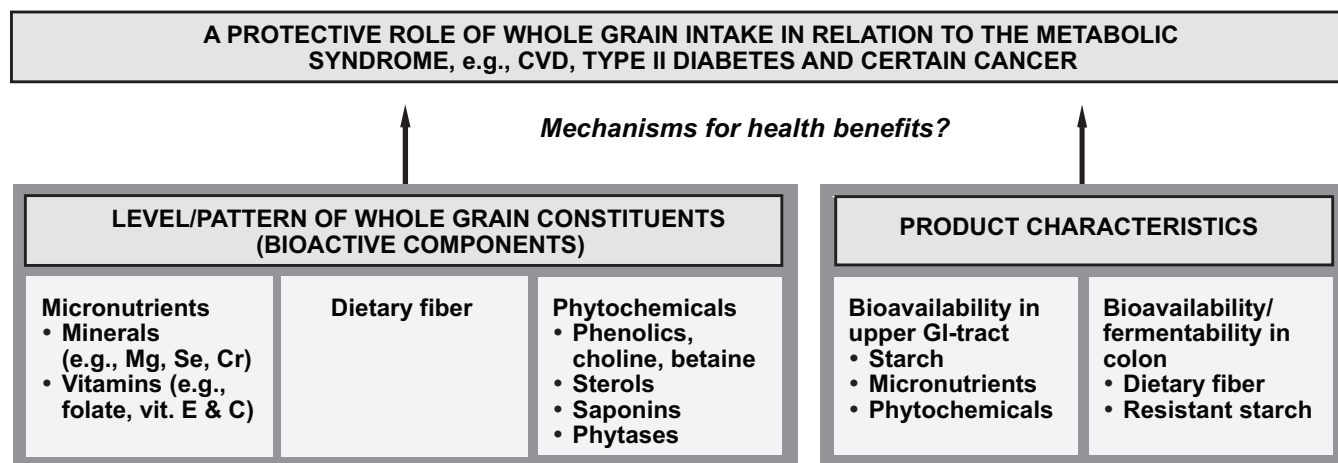 A PROTECTIVE ROLE OF WHOLE GRAIN INTAKE IN RELATION TO THE METABOLIC
SYNDROME, e.g., CVD, TYPE II DIABETES AND CERTAIN CANCER
Mechanisms for health benefits?
LEVEL/PATTERN OF WHOLE GRAIN CONSTITUENTS
(BIOACTIVE COMPONENTS)
Micronutrients
• Minerals
(e.g., Mg, Se, Cr)
• Vitamins (e.g.,
folate, vit. E & C)
Dietary fiber
Phytochemicals
• Phenolics,
choline, betaine
• Sterols
• Saponins
• Phytases
PRODUCT CHARACTERISTICS
Bioavailability in
upper GI-tract
• Starch
• Micronutrients
• Phytochemicals
Bioavailability/
fermentability in
colon
• Dietary fiber
• Resistant starch